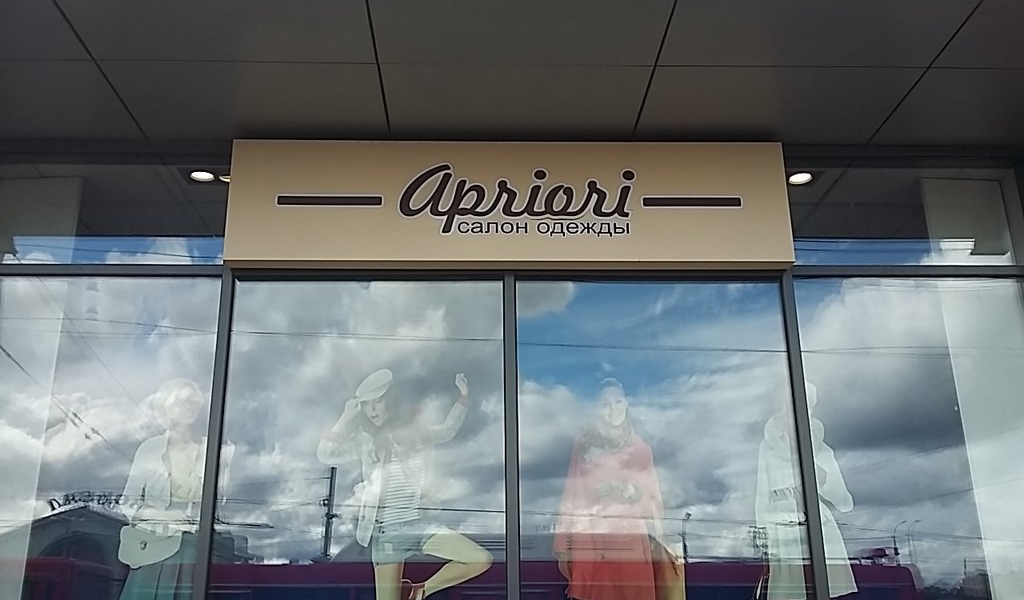 apriori
салон одежды